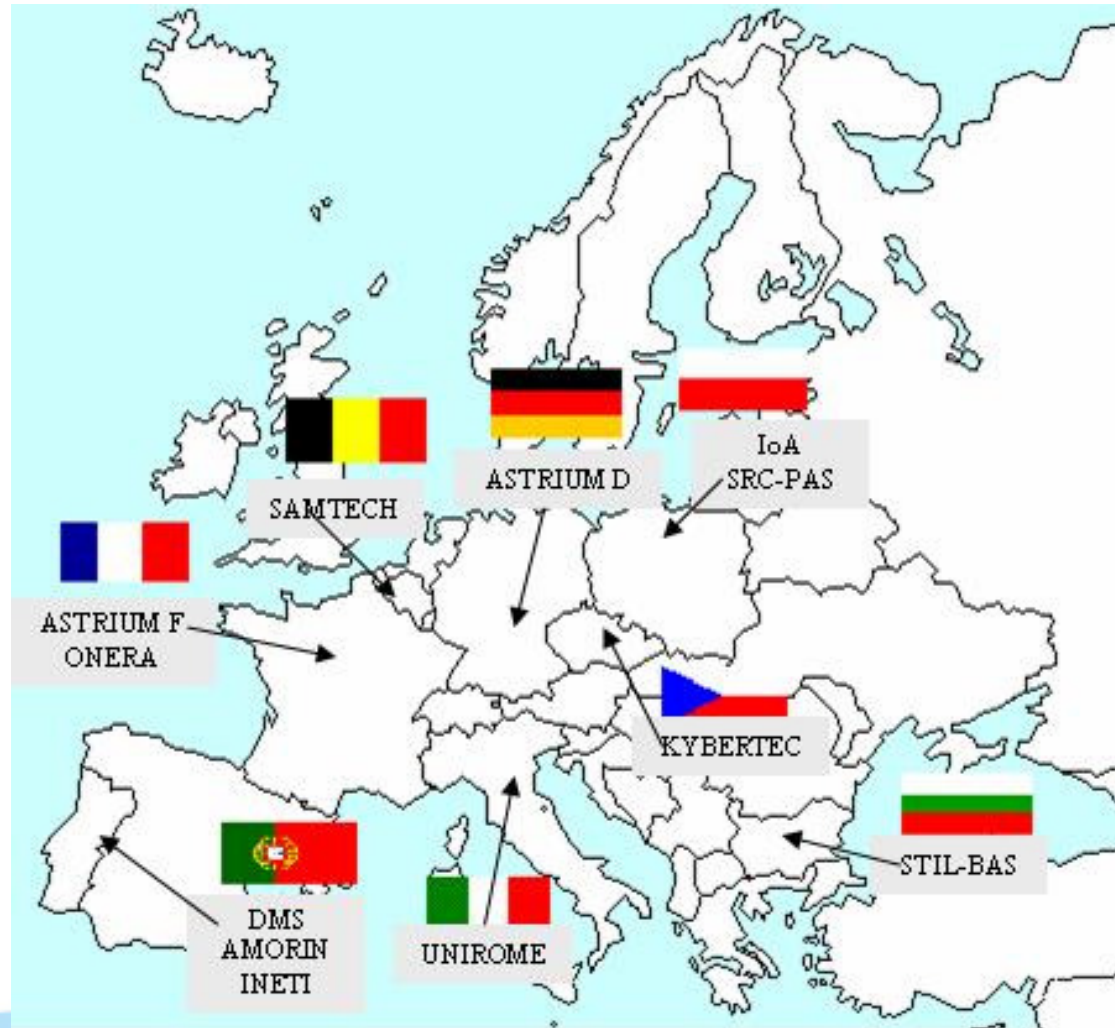 IoA
SRC-PAS
ASTRIUM D
SAMTECH
ASTRIUM F
ONERA
KYBERTEC
STIL-BAS
DMS
AMORIN
INETI
UNIROME